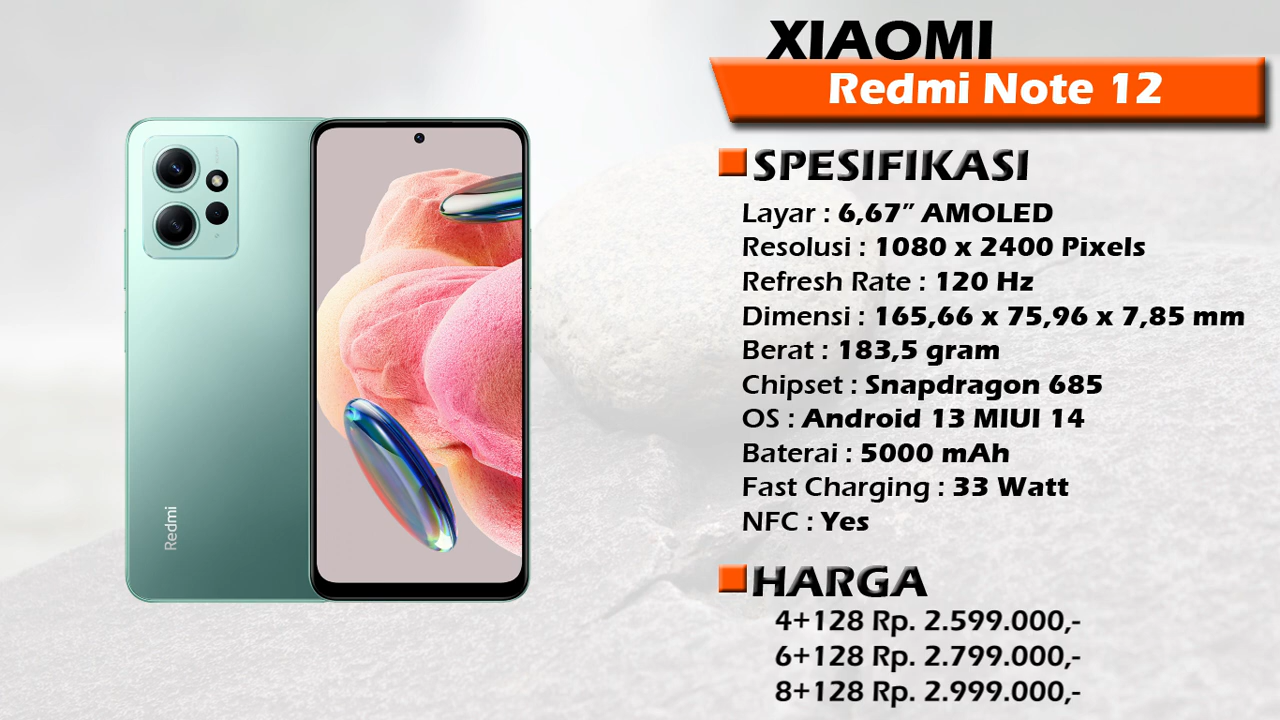 XIAOMI
Redmi Note 12
SPESIFIKASI
Layar : 6,67” AMOLED
Resolusi : 1080 x 2400 Pixels
Refresh Rate : 120 Hz
Dimensi : 165,66 x 75,96 x 7,85 mm
Berat : 183,5 gram
Chipset : Snapdragon 685
OS : Android 13 MIUI 14
Baterai : 5000 mAh
Fast Charging : 33 Watt
NFC : Yes
HARGA
4+128 Rp. 2.599.000,-
6+128 Rp. 2.799.000,-
8+128 Rp. 2.999.000,-
Redmi